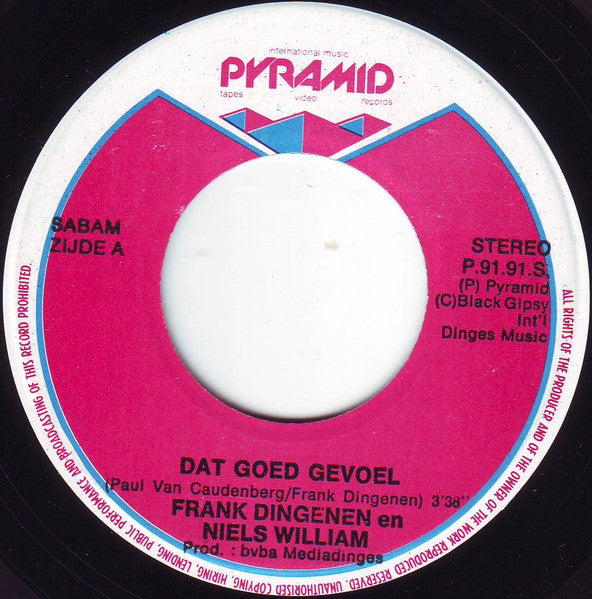 international music
PYRAMID
tapes video records
SABAM
ZIJDE A
STEREO
P.91.91.S.
(P) Pyramid
(C)Black Gipsy
Int'l
Dinges Music
DAT GOED GEVOEL
(Paul Van Caudenberg/Frank Dingenen) 3'38"
FRANK DINGENEN en
NIELS WILLIAM
Prod. : bvba Mediadinges
ALL RIGHTS OF THE PRODUCER AND OF THE OWNER OF THE WORK REPRODUCED RESERVED. UNAUTHORISED COPYING, HIRING, LENDING, PUBLIC PERFORMANCE AND BROADCASTING OF THIS RECORD PROHIBITED.